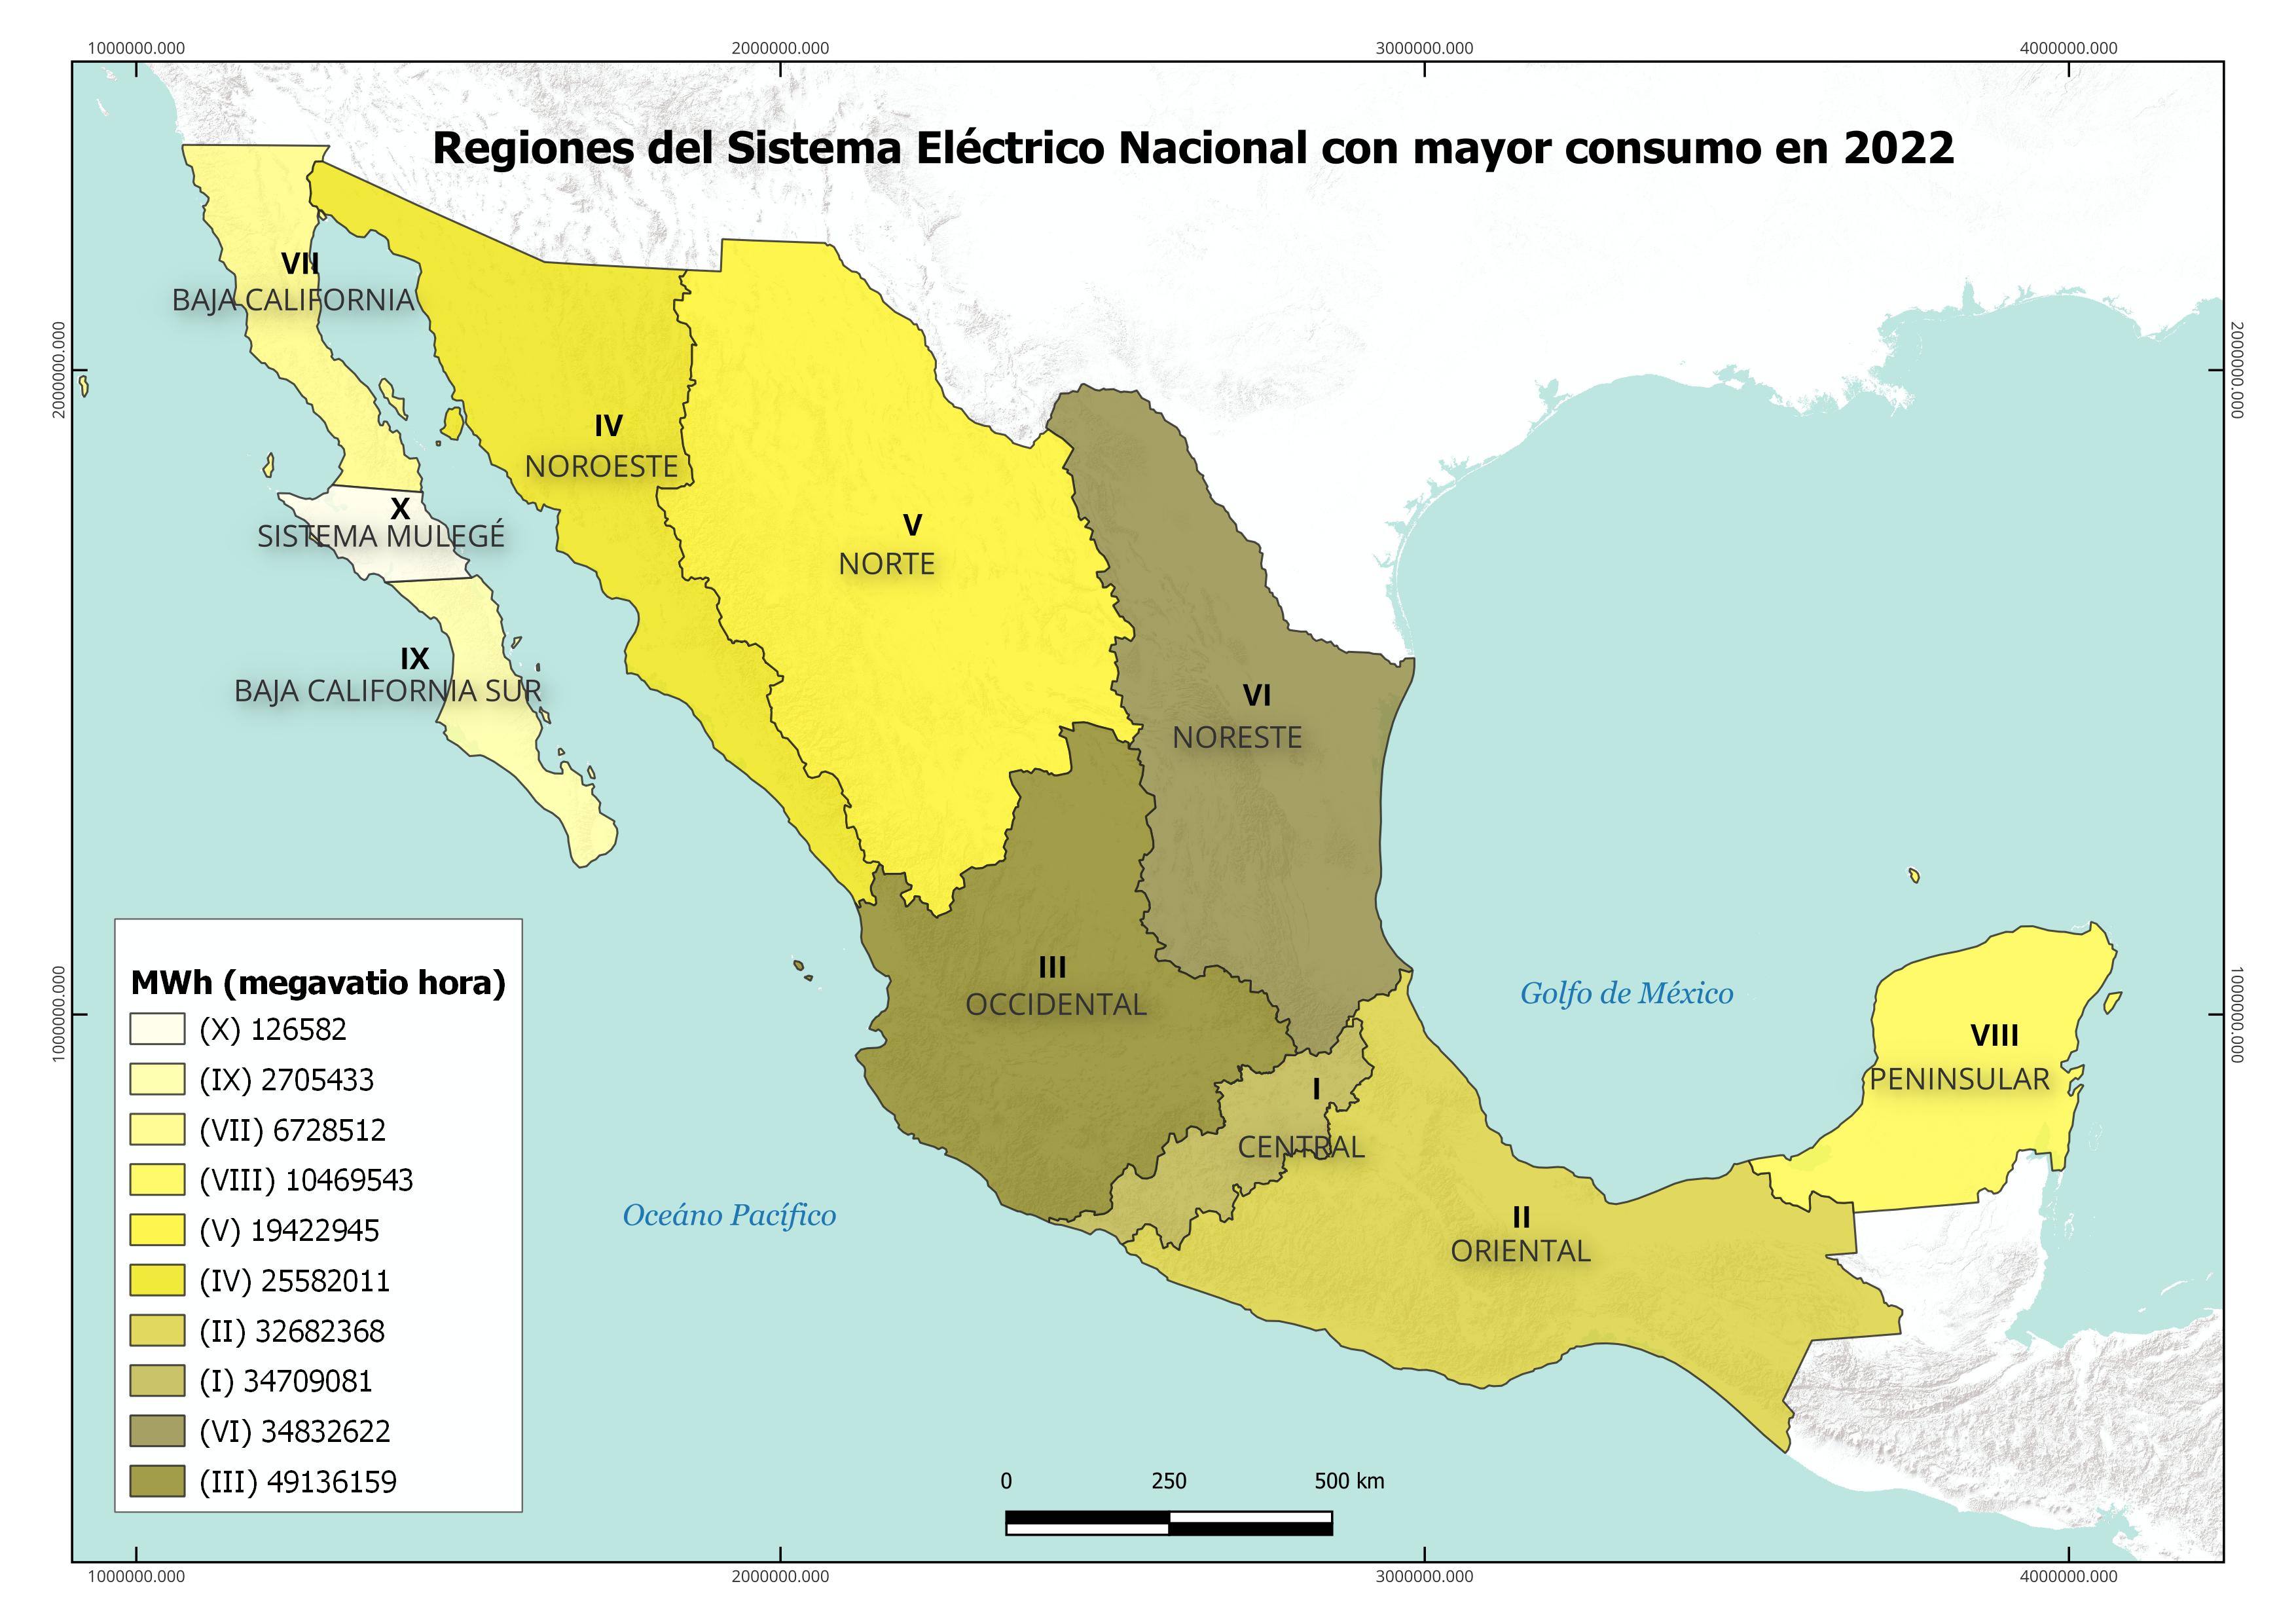 1000000.000 2000000.000 3000000.000 4000000.000
Regiones del Sistema Eléctrico Nacional con mayor consumo en 2022
VII
BAJA CALIFORNIA
2000000.000
2000000.000
IV
NOROESTE
X
SISTEMA MULEGÉ
V
NORTE
IX
BAJA CALIFORNIA SUR
VI
NORESTE
III
OCCIDENTAL
Golfo de México
1000000.000
1000000.000
VIII
PENINSULAR
I
CENTRAL
Oceáno Pacífico
II
ORIENTAL
MWh (megavatio hora)
(X) 126582
(IX) 2705433
(VII) 6728512
(VIII) 10469543
(V) 19422945
(IV) 25582011
(II) 32682368
(I) 34709081
(VI) 34832622
(III) 49136159
0 250 500 km
1000000.000 2000000.000 3000000.000 4000000.000